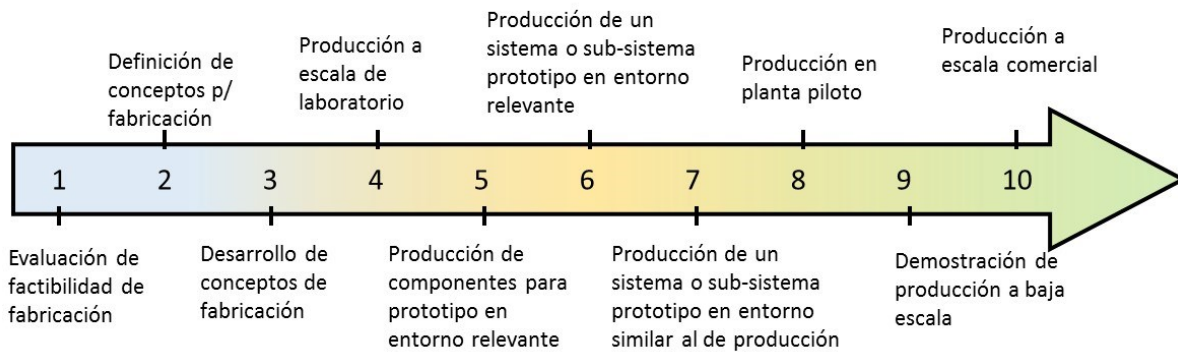 Definición de
conceptos p/
fabricación
Producción a
escala de
laboratorio
Producción de un
sistema o sub-sistema
prototipo en entorno
relevante
Producción en
planta piloto
Producción a
escala comercial
1 2 3 4 5 6 7 8 9 10
Evaluación de
factibilidad de
fabricación
Desarrollo de
conceptos de
fabricación
Producción de
componentes para
prototipo en
entorno relevante
Producción de un
sistema o sub-sistema
prototipo en entorno
similar al de producción
Demostración de
producción a baja
escala